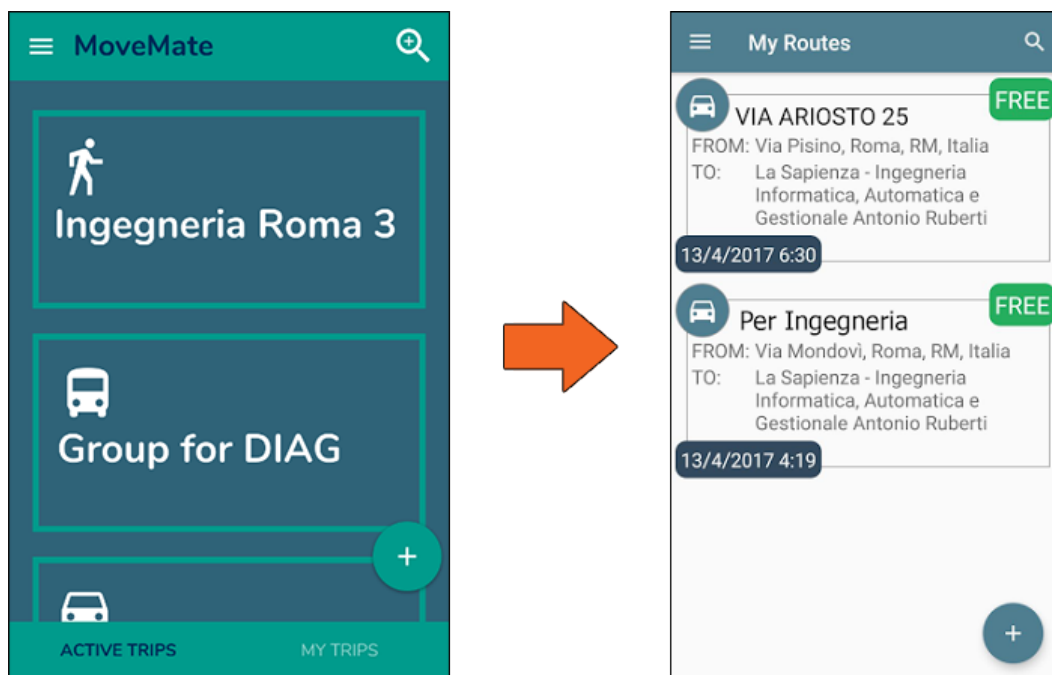 MoveMate
Ingegneria Roma 3
Group for DIAG
ACTIVE TRIPS MY TRIPS
My Routes
FREE
VIA ARIOSTO 25
FROM: Via Pisino, Roma, RM, Italia
TO: La Sapienza - Ingegneria
Informatica, Automatica e
Gestionale Antonio Ruberti
13/4/2017 6:30
FREE
Per Ingegneria
FROM: Via Mondovì, Roma, RM, Italia
TO: La Sapienza - Ingegneria
Informatica, Automatica e
Gestionale Antonio Ruberti
13/4/2017 4:19